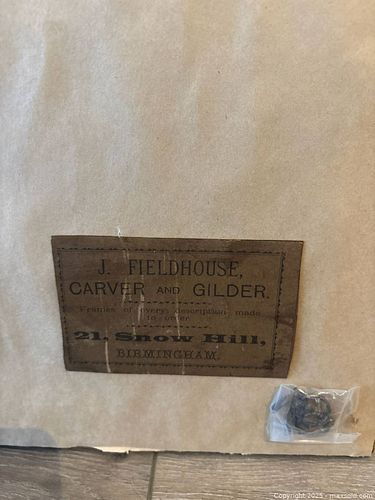 J. FIELDHOUSE,
CARVER AND GILDER.
Frames of every description made
to order
21, Snow Hill,
BIRMINGHAM.
Copyright 2025 - maxsold.com